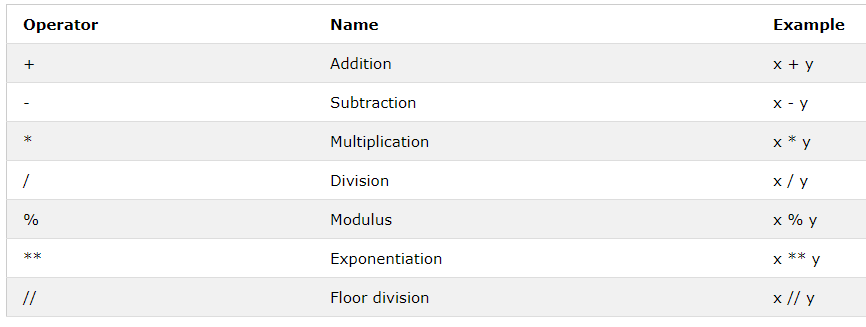 Operator Name Example
+ Addition x + y
- Subtraction x - y
* Multiplication x * y
/ Division x / y
% Modulus x % y
** Exponentiation x ** y
// Floor division x // y